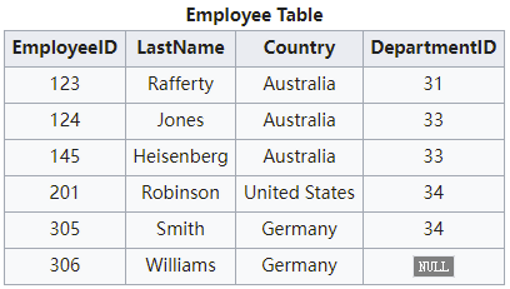 Employee Table
EmployeeID LastName Country DepartmentID
123 Rafferty Australia 31
124 Jones Australia 33
145 Heisenberg Australia 33
201 Robinson United States 34
305 Smith Germany 34
306 Williams Germany NULL